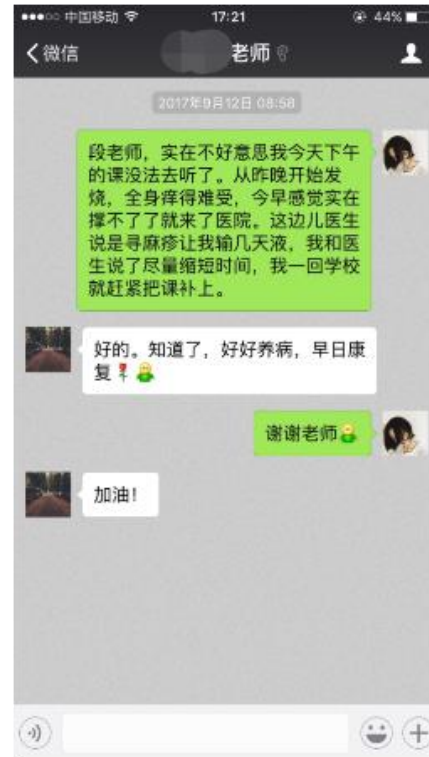 中国移动
17:21
44%
微信
老师
2017年9月12日 08:58
段老师，实在不好意思我今天下午
的课没法去听了。从昨晚开始发
烧，全身痒得难受，今早感觉实在
撑不了了就来了医院。这边儿医生
说是寻麻疹让我输几天液，我和医
生说了尽量缩短时间，我一回学校
就赶紧把课补上。
好的。知道了，好好养病，早日康
复
谢谢老师
加油！